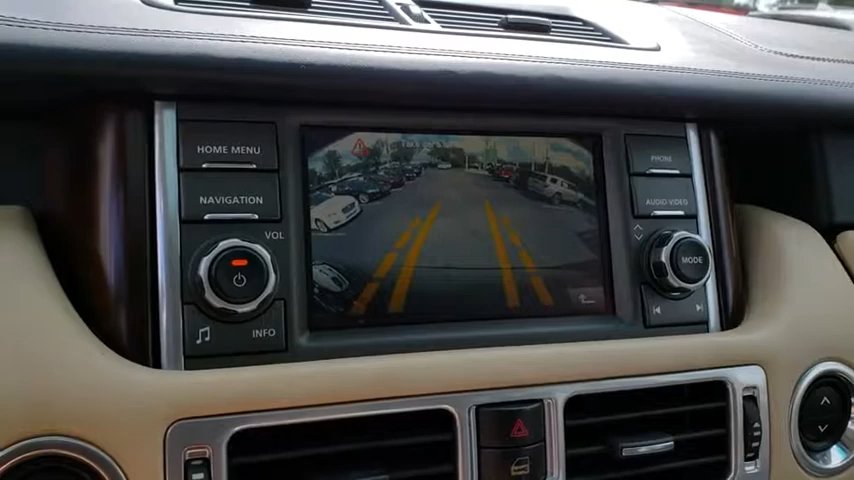 HOME MENU
NAVIGATION
VOL
INFO
PHONE
AUDIO VIDEO
MODE